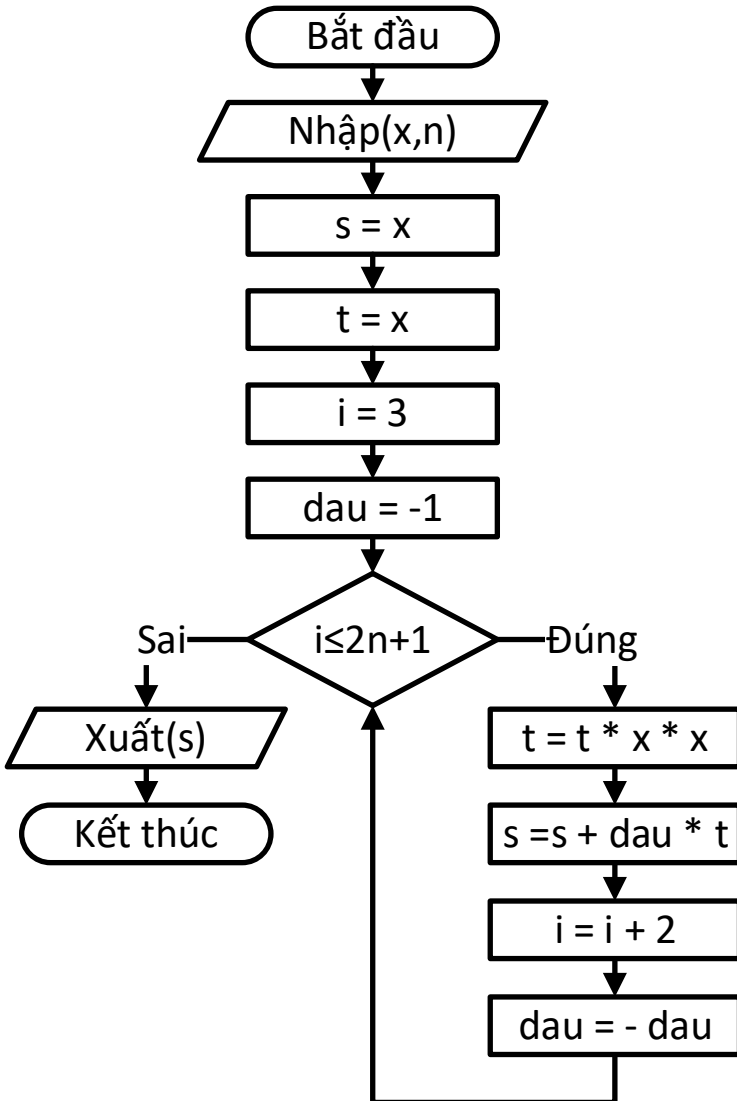 Bắt đầu
Nhập(x,n)
s = x
t = x
i = 3
dau = -1
i≤2n+1
Sai
Đúng
Xuất(s)
Kết thúc
t = t * x * x
s =s + dau * t
i = i + 2
dau = - dau